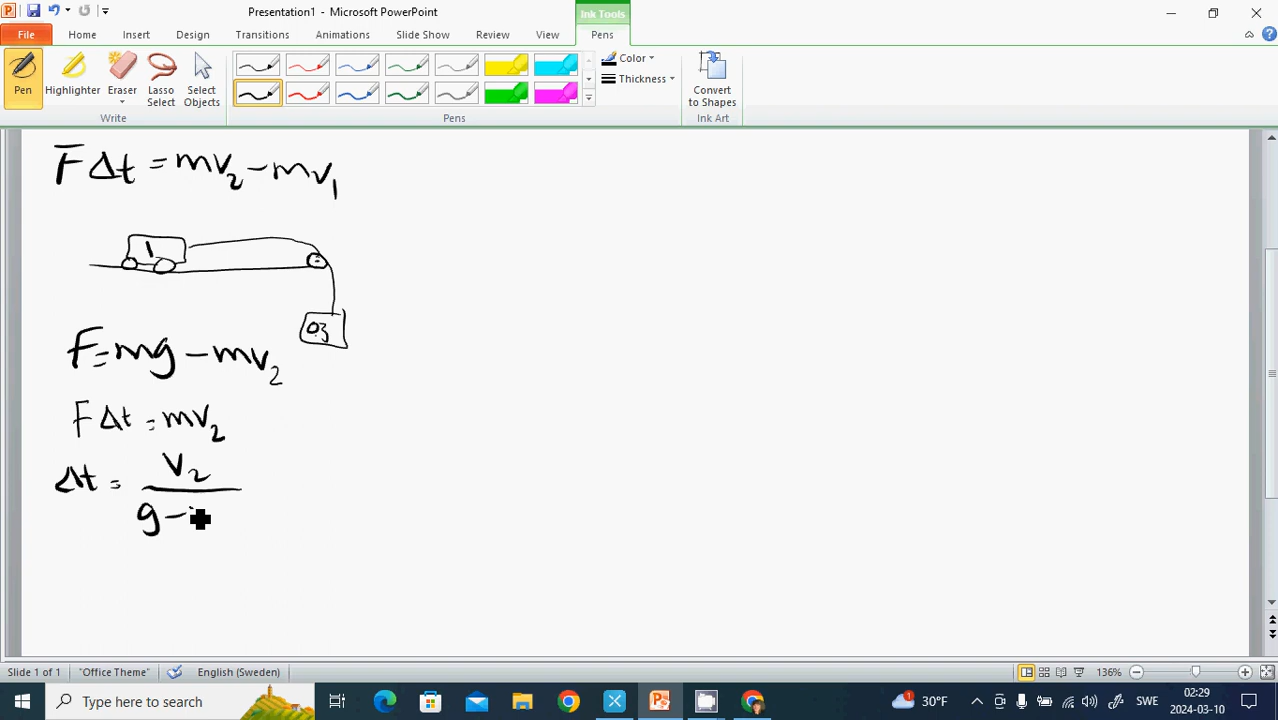 Presentation1 - Microsoft PowerPoint
Ink Tools
File Home Insert Design Transitions Animations Slide Show Review View Pens
Pen
Highlighter
Eraser
Lasso Select
Select Objects
Color
Thickness
Convert to Shapes
Write
Pens
Ink Art
F̅Δt = mv₂ - mv₁
1
03
F = mg - mv₂
FΔt = mv₂
Δt = v₂
g -
Slide 1 of 1 "Office Theme" English (Sweden) 136%
Type here to search
1
30°F
SWE
02:29
2024-03-10